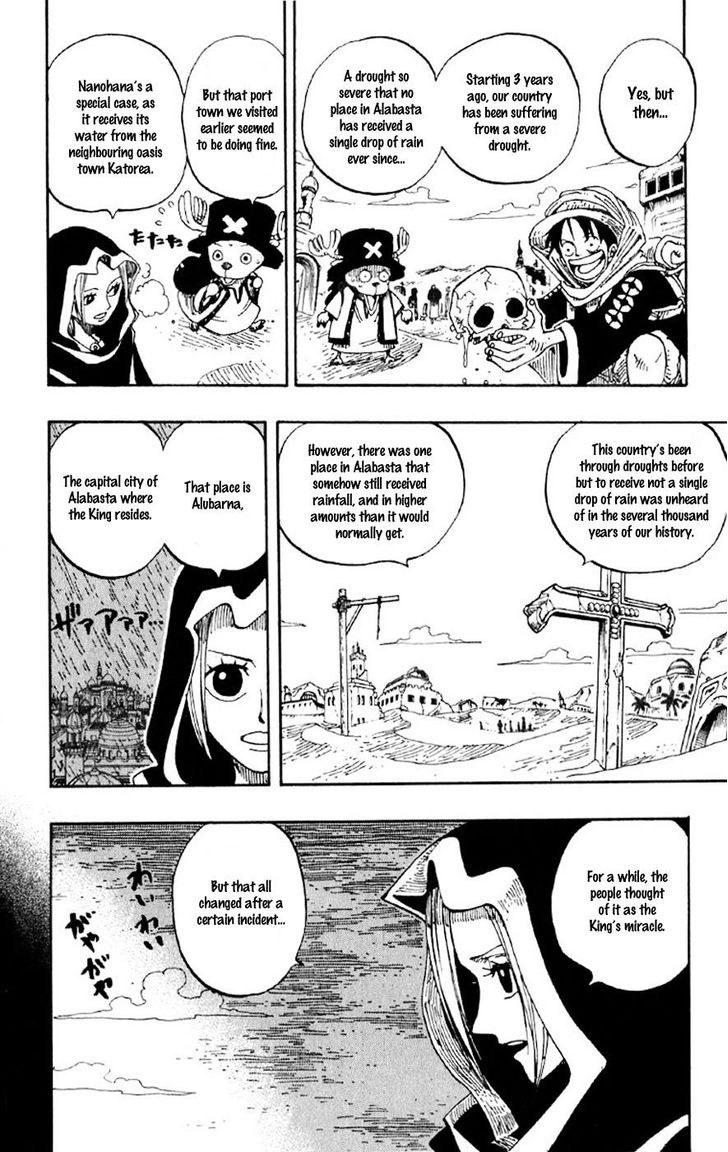 Yes, but
then...
Starting 3 years
ago, our country
has been suffering
from a severe
drought.
A drought so
severe that no
place in Alabasta
has received a
single drop of rain
ever since...
But that port
town we visited
earlier seemed
to be doing fine.
Nanohana's a
special case, as
it receives its
water from the
neighbouring oasis
town Katorea.
たたたた
This country's been
through droughts before
but to receive not a single
drop of rain was unheard
of in the several thousand
years of our history.
However, there was one
place in Alabasta that
somehow still received
rainfall, and in higher
amounts than it would
normally get.
That place is
Alubarna,
The capital city of
Alabasta where
the King resides.
ザァアァア...
For a while, the
people thought
of it as the
King's miracle.
But that all
changed after a
certain incident...
わいわい
がやがや